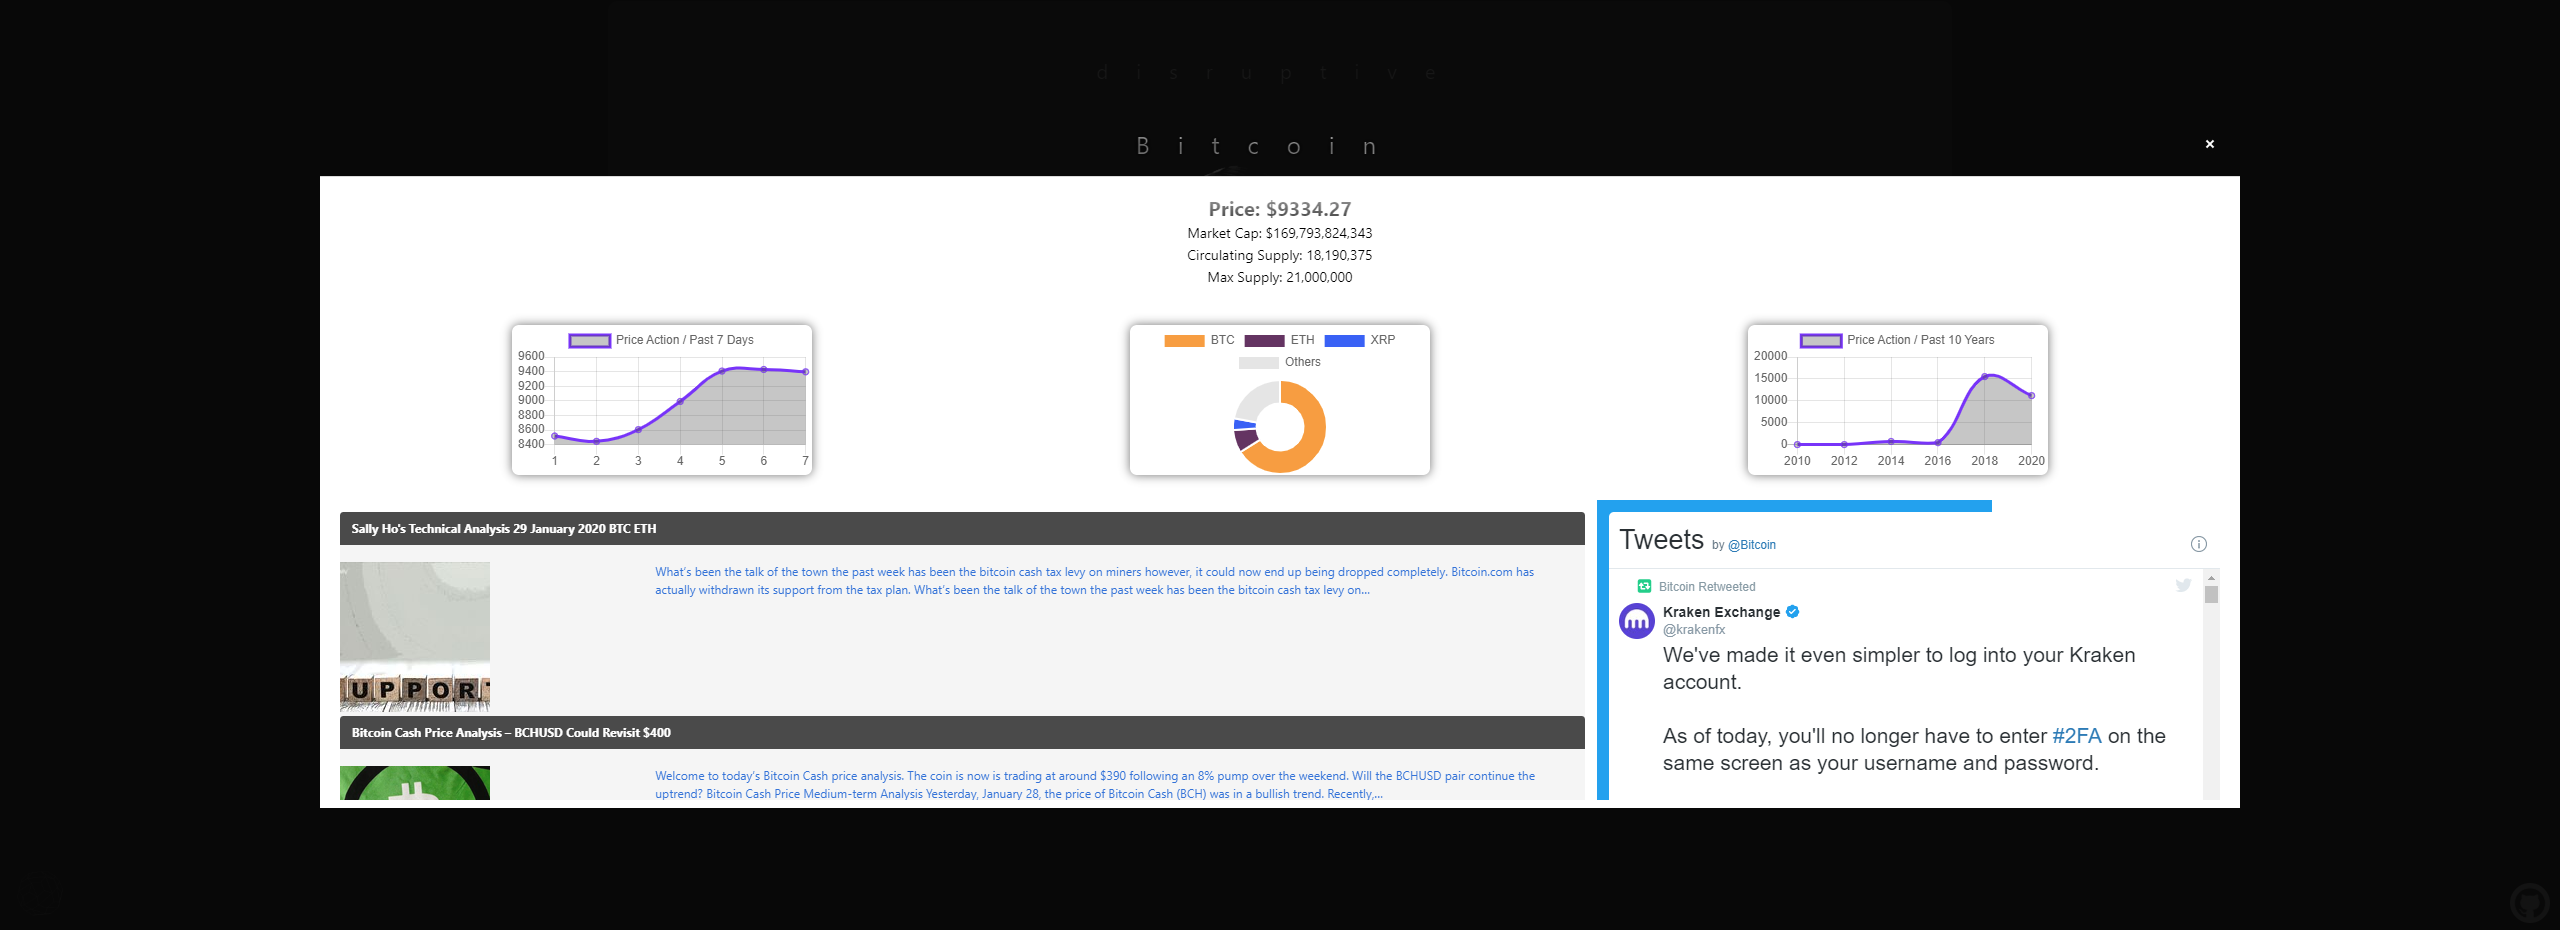 disruptive
Bitcoin
×
Price: $9334.27
Market Cap: $169,793,824,343
Circulating Supply: 18,190,375
Max Supply: 21,000,000
Price Action / Past 7 Days
9600
9400
9200
9000
8800
8600
8400
1 2 3 4 5 6 7
BTC ETH XRP
Others
Price Action / Past 10 Years
20000
15000
10000
5000
0
2010 2012 2014 2016 2018 2020
Sally Ho's Technical Analysis 29 January 2020 BTC ETH
What's been the talk of the town the past week has been the bitcoin cash tax levy on miners however, it could now end up being dropped completely. Bitcoin.com has
actually withdrawn its support from the tax plan. What's been the talk of the town the past week has been the bitcoin cash tax levy on...
UPPOR
Bitcoin Cash Price Analysis – BCHUSD Could Revisit $400
Welcome to today's Bitcoin Cash price analysis. The coin is now is trading at around $390 following an 8% pump over the weekend. Will the BCHUSD pair continue the
uptrend? Bitcoin Cash Price Medium-term Analysis Yesterday, January 28, the price of Bitcoin Cash (BCH) was in a bullish trend. Recently,...
Tweets by @Bitcoin
Bitcoin Retweeted
Kraken Exchange
@krakenfx
We've made it even simpler to log into your Kraken
account.
As of today, you'll no longer have to enter #2FA on the
same screen as your username and password.